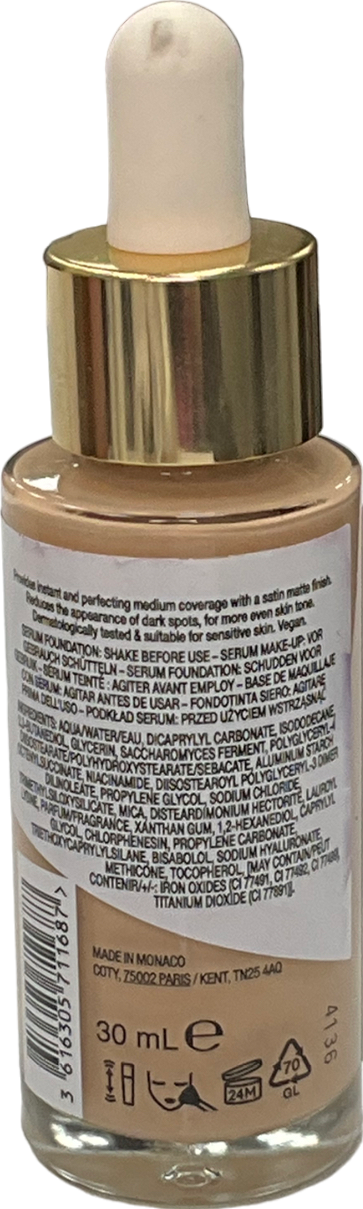 Provides instant and perfecting medium coverage with a satin matte finish.
Reduces the appearance of dark spots, for more even skin tone.
Dermatologically tested & suitable for sensitive skin. Vegan.
SERUM FOUNDATION: SHAKE BEFORE USE – SERUM MAKE-UP: VOR
GEBRAUCH SCHÜTTELN – SERUM FOUNDATION: SCHUDDEN VOOR
GEBRUIK – SÉRUM TEINTÉ : AGITER AVANT EMPLOY – BASE DE MAQUILLAJE
CON SÉRUM: AGITAR ANTES DE USAR – FONDOTINTA SIERO: AGITARE
PRIMA DELL'USO – PODKŁAD SERUM: PRZED UŻYCIEM WSTRZĄSNĄĆ
INGREDIENTS: AQUA/WATER/EAU, DICAPRYLYL CARBONATE, ISODODECANE,
BUTANEDIOL, GLYCERIN, SACCHAROMYCES FERMENT, POLYGLYCERYL-4
DIISOSTEARATE/POLYHYDROXYSTEARATE/SEBACATE, ALUMINUM STARCH
OCTENYLSUCCINATE, NIACINAMIDE, DIISOSTEAROYL POLYGLYCERYL-3 DIMER
DILINOLEATE, PROPYLENE GLYCOL, SODIUM CHLORIDE,
TRIMETHYLSILOXYSILICATE, MICA, DISTEARDIMONIUM HECTORITE, LAUROYL
LYSINE, PARFUM/FRAGRANCE, XANTHAN GUM, 1,2-HEXANEDIOL, CAPRYLYL
GLYCOL, CHLORPHENESIN, PROPYLENE CARBONATE,
TRIETHOXYCAPRYLYLSILANE, BISABOLOL, SODIUM HYALURONATE,
METHICONE, TOCOPHEROL, [MAY CONTAIN/PEUT
CONTENIR/+/-: IRON OXIDES (CI 77491, CI 77492, CI 77499),
TITANIUM DIOXIDE (CI 77891)].
MADE IN MONACO
COTY, 75002 PARIS / KENT, TN25 4AQ
3 616305 711687 >
30 mL e
24M
70
GL
4136